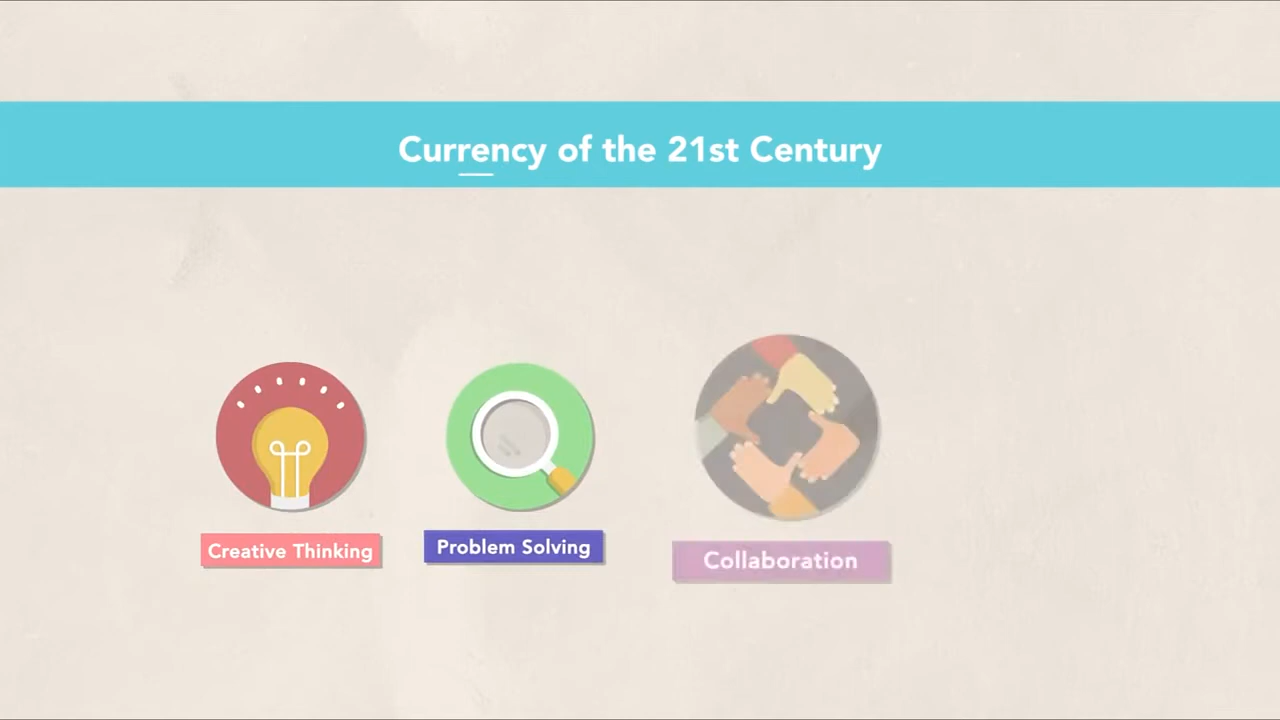 Currency of the 21st Century
Creative Thinking
Problem Solving
Collaboration